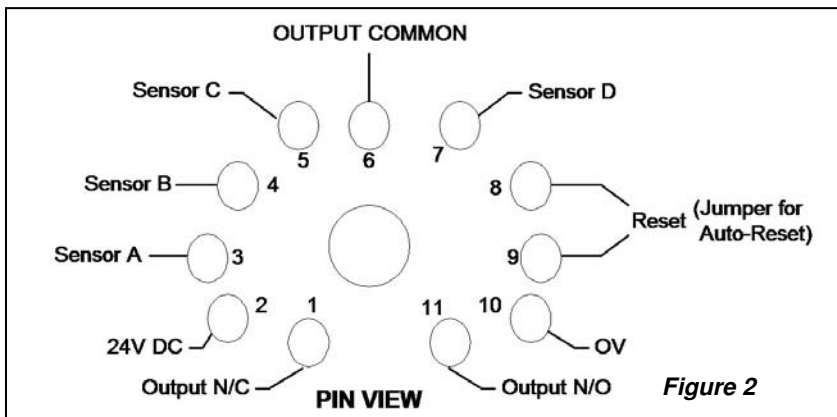 OUTPUT COMMON
Sensor C
Sensor D
5
6
7
Sensor B
4
8
Reset
(Jumper for
Auto-Reset)
Sensor A
3
9
2
1
11
10
24V DC
OV
Output N/C
PIN VIEW
Output N/O
Figure 2